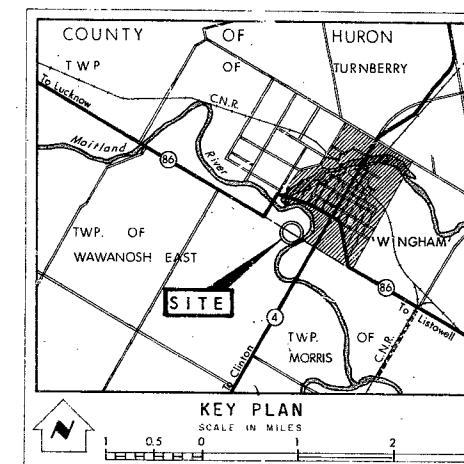 COUNTY OF HURON
TWP OF TURNBERRY
To Lucknow
C.N.R.
Maitland River
86
TWP. OF
WAWANOSH EAST
WINGHAM
SITE
86
To Listowell
4
TWP. OF
MORRIS
C.N.R.
To Clinton
N
KEY PLAN
SCALE IN MILES
1 0.5 0 1 2